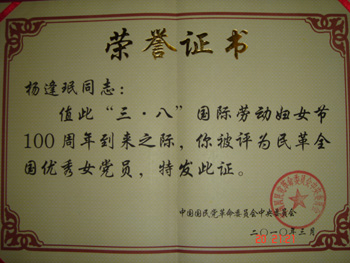 荣誉证书
杨逢珉同志：
值此“三·八”国际劳动妇女节
100周年到来之际，你被评为民革全
国优秀女党员，特发此证。
中国国民党革命委员会中央委员会
二〇一〇年三月